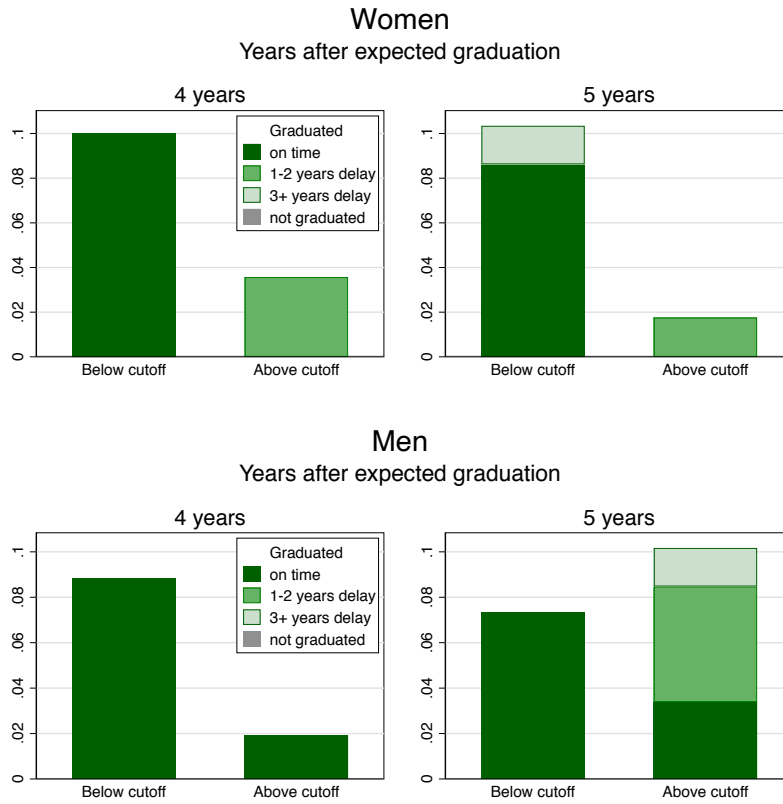 Women
Years after expected graduation
4 years
5 years
.1
.08
.06
.04
.02
0
Graduated
on time
1-2 years delay
3+ years delay
not graduated
Below cutoff
Above cutoff
.1
.08
.06
.04
.02
0
Below cutoff
Above cutoff
Men
Years after expected graduation
4 years
5 years
.1
.08
.06
.04
.02
0
Graduated
on time
1-2 years delay
3+ years delay
not graduated
Below cutoff
Above cutoff
.1
.08
.06
.04
.02
0
Below cutoff
Above cutoff